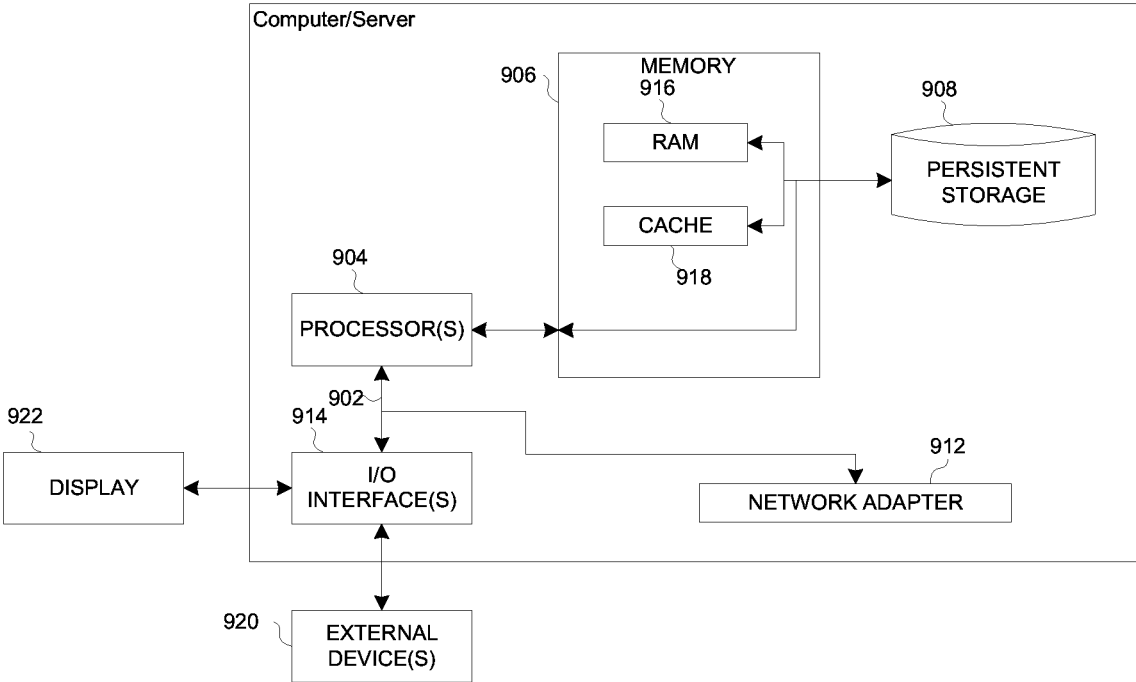 Computer/Server
906
MEMORY
916
RAM
CACHE
918
908
PERSISTENT
STORAGE
904
PROCESSOR(S)
902
914
I/O
INTERFACE(S)
922
DISPLAY
912
NETWORK ADAPTER
920
EXTERNAL
DEVICE(S)